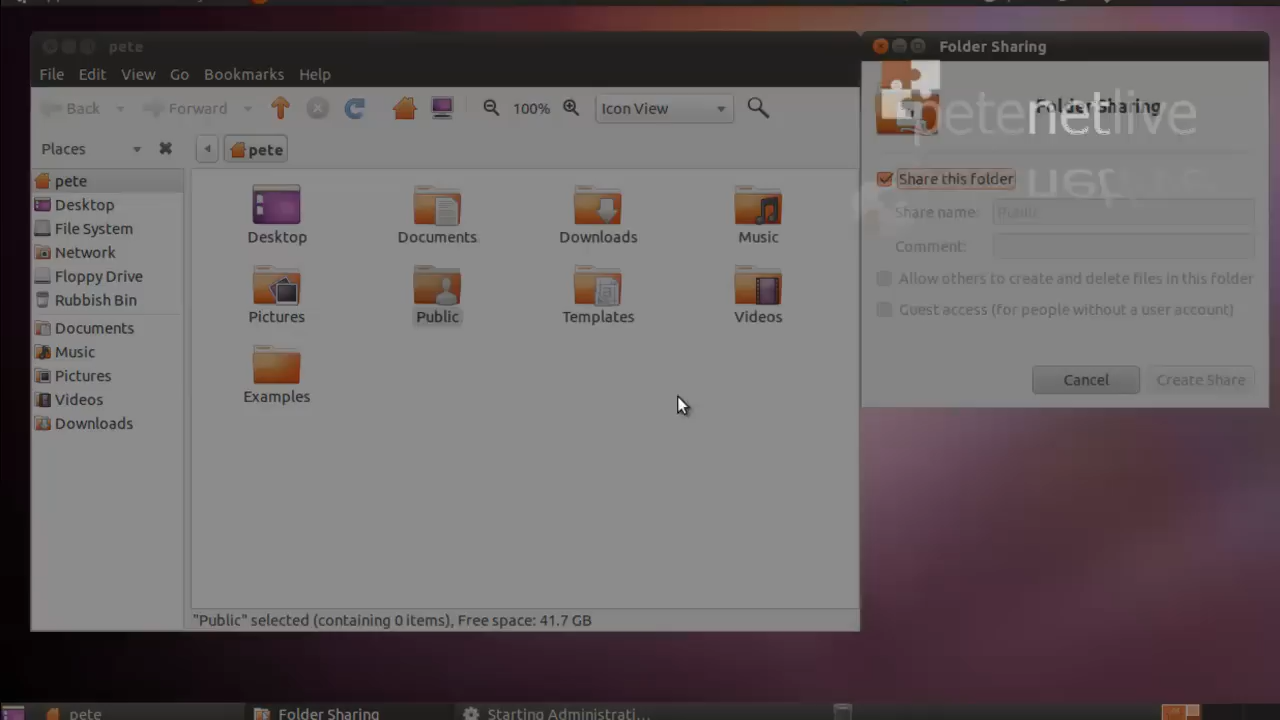 pete
Folder Sharing
File Edit View Go Bookmarks Help
Back Forward 100% Icon View
Folder Sharing
petenetlive
Places
pete
pete
Share this folder
Desktop
File System
Network
Floppy Drive
Rubbish Bin
Documents
Music
Pictures
Videos
Downloads
Desktop Documents Downloads Music
Pictures Public Templates Videos
Examples
Share name: Public
Comment:
Allow others to create and delete files in this folder
Guest access (for people without a user account)
Cancel Create Share
"Public" selected (containing 0 items), Free space: 41.7 GB
pete
Folder Sharing
Starting Administrati...